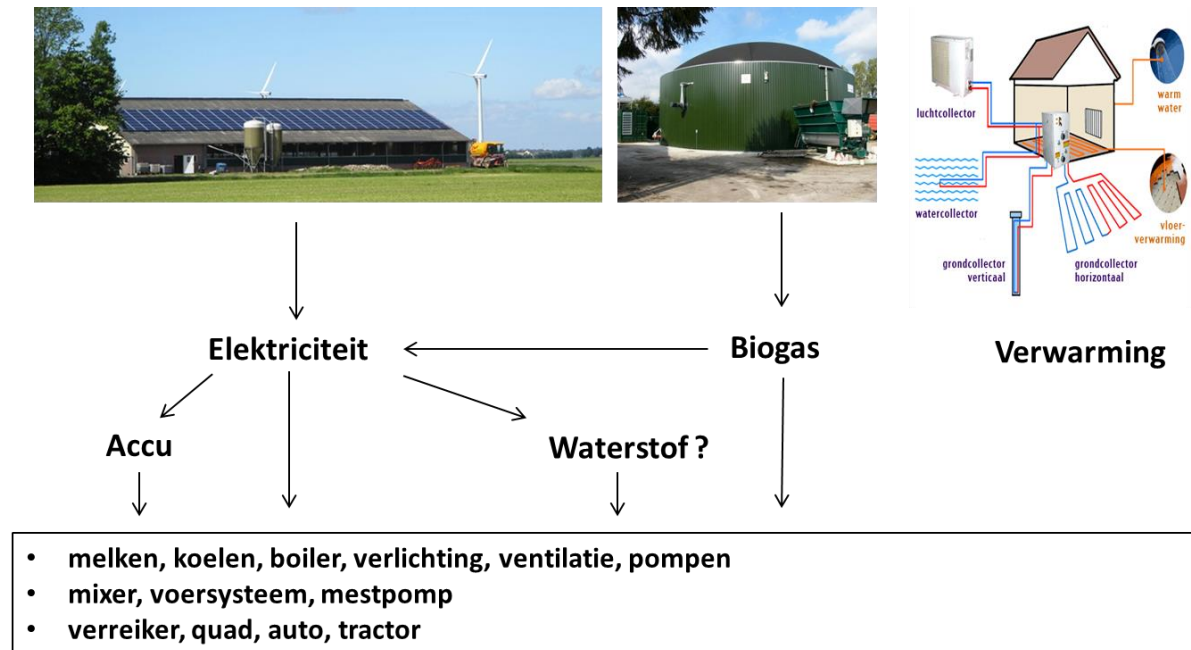 luchtcollector
warm
water
watercollector
vloer-
verwarming
grondcollector
verticaal
grondcollector
horizontaal
Elektriciteit
Biogas
Verwarming
Accu
Waterstof ?
• melken, koelen, boiler, verlichting, ventilatie, pompen
• mixer, voersysteem, mestpomp
• verreiker, quad, auto, tractor